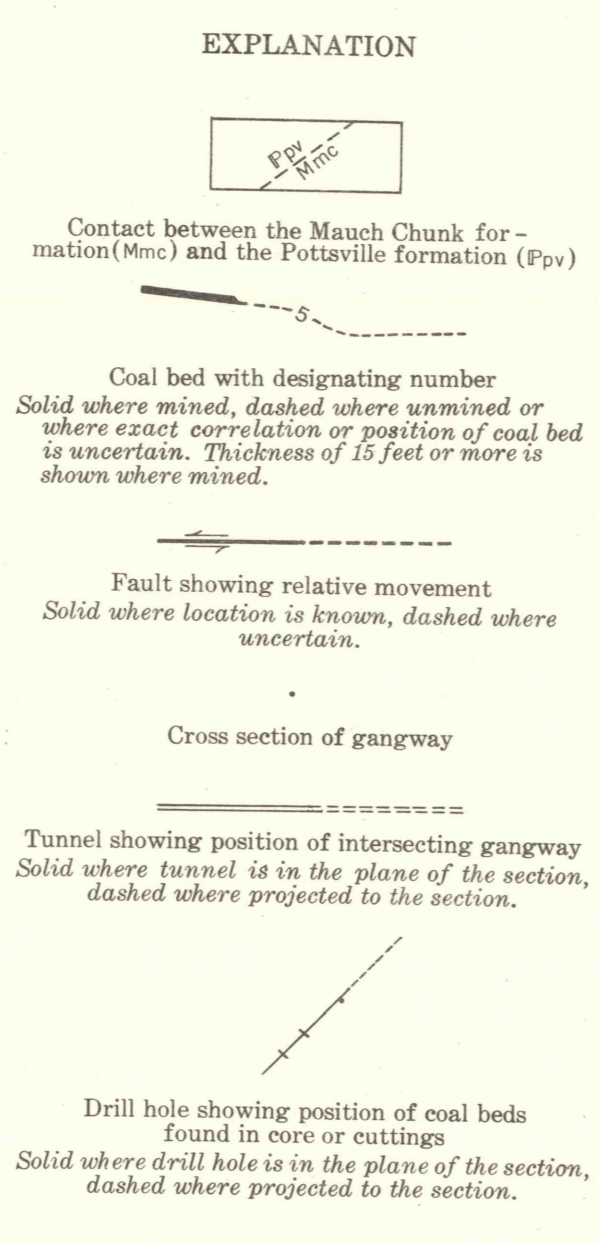 EXPLANATION
ℙpv
Mmc
Contact between the Mauch Chunk for-
mation(Mmc) and the Pottsville formation (ℙpv)
5
Coal bed with designating number
Solid where mined, dashed where unmined or
where exact correlation or position of coal bed
is uncertain. Thickness of 15 feet or more is
shown where mined.
Fault showing relative movement
Solid where location is known, dashed where
uncertain.
Cross section of gangway
Tunnel showing position of intersecting gangway
Solid where tunnel is in the plane of the section,
dashed where projected to the section.
Drill hole showing position of coal beds
found in core or cuttings
Solid where drill hole is in the plane of the section,
dashed where projected to the section.